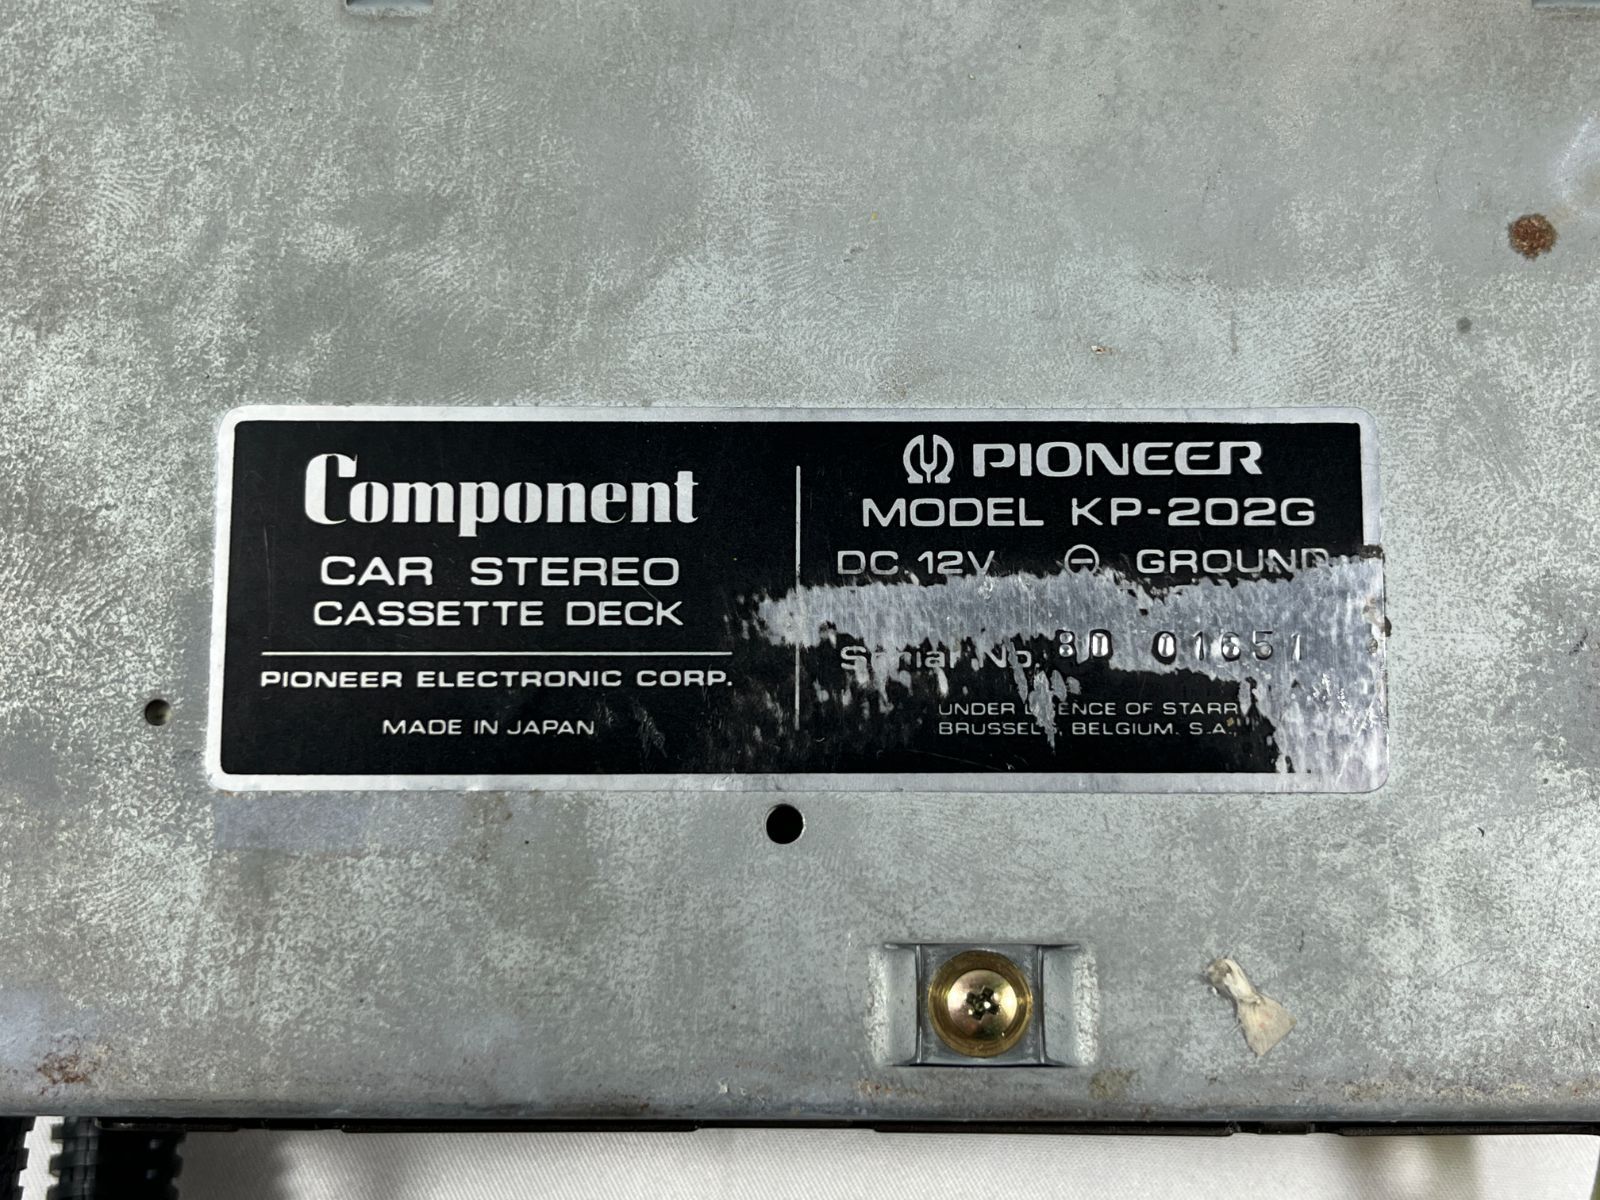 Component
CAR STEREO
CASSETTE DECK
PIONEER ELECTRONIC CORP.
MADE IN JAPAN
PIONEER
MODEL KP-202G
DC 12V ⊖ GROUND
Serial No. 01651
UNDER LICENCE OF STARR
BRUSSELS, BELGIUM. S.A.,